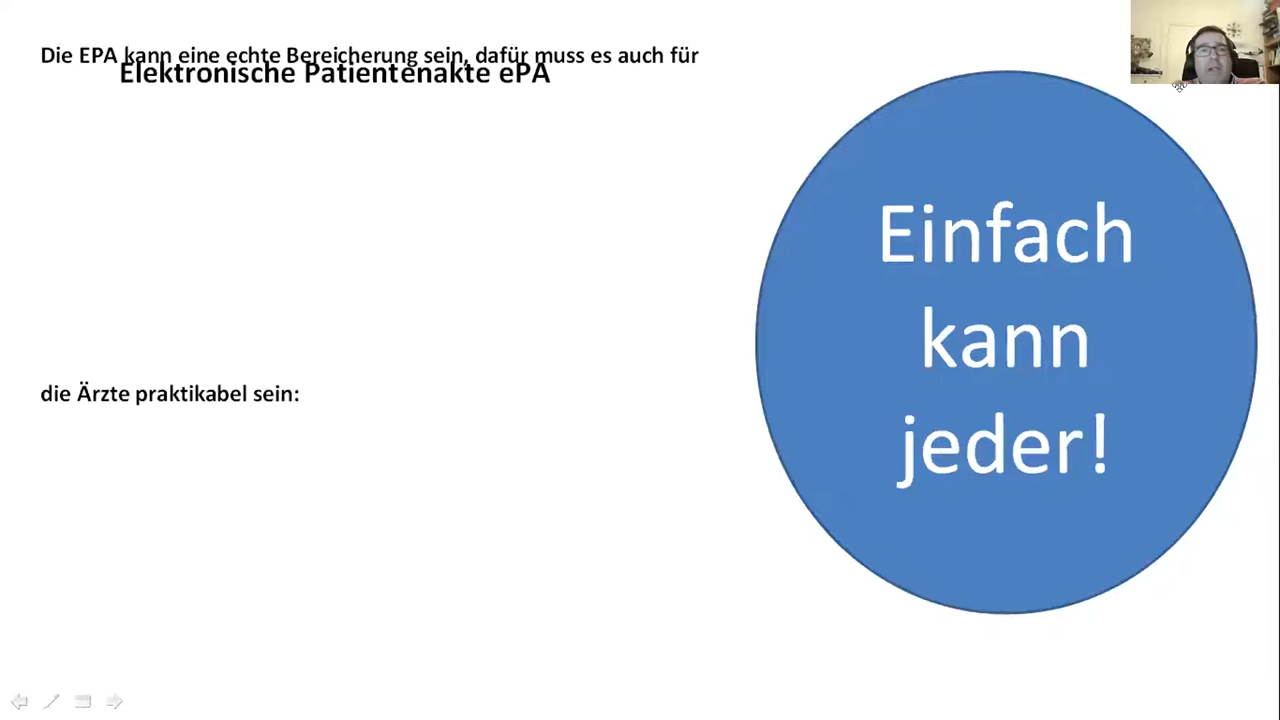 Die EPA kann eine echte Bereicherung sein, dafür muss es auch für
Elektronische Patientenakte ePA
die Ärzte praktikabel sein:
Einfach
kann
jeder!